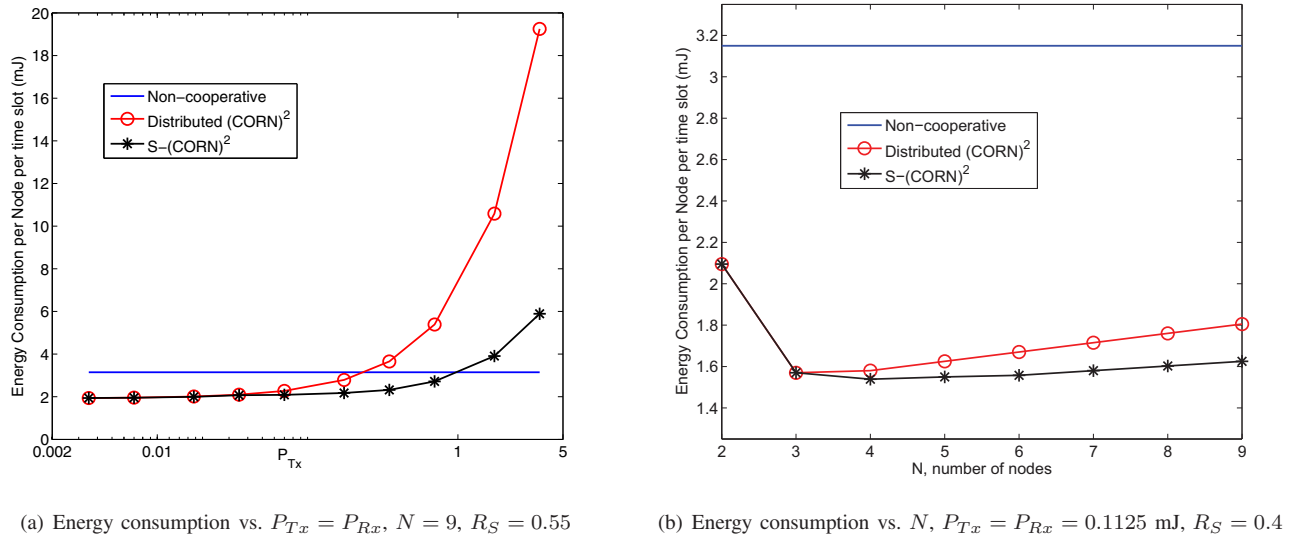 20
18
16
14
12
10
8
6
4
2
0
Energy Consumption per Node per time slot (mJ)
Non−cooperative
Distributed (CORN)²
S−(CORN)²
0.002
0.01
1
5
P_Tx
(a) Energy consumption vs. P_Tx = P_Rx, N = 9, R_S = 0.55
3.2
3
2.8
2.6
2.4
2.2
2
1.8
1.6
1.4
Energy Consumption per Node per time slot (mJ)
Non−cooperative
Distributed (CORN)²
S−(CORN)²
2
3
4
5
6
7
8
9
N, number of nodes
(b) Energy consumption vs. N, P_Tx = P_Rx = 0.1125 mJ, R_S = 0.4